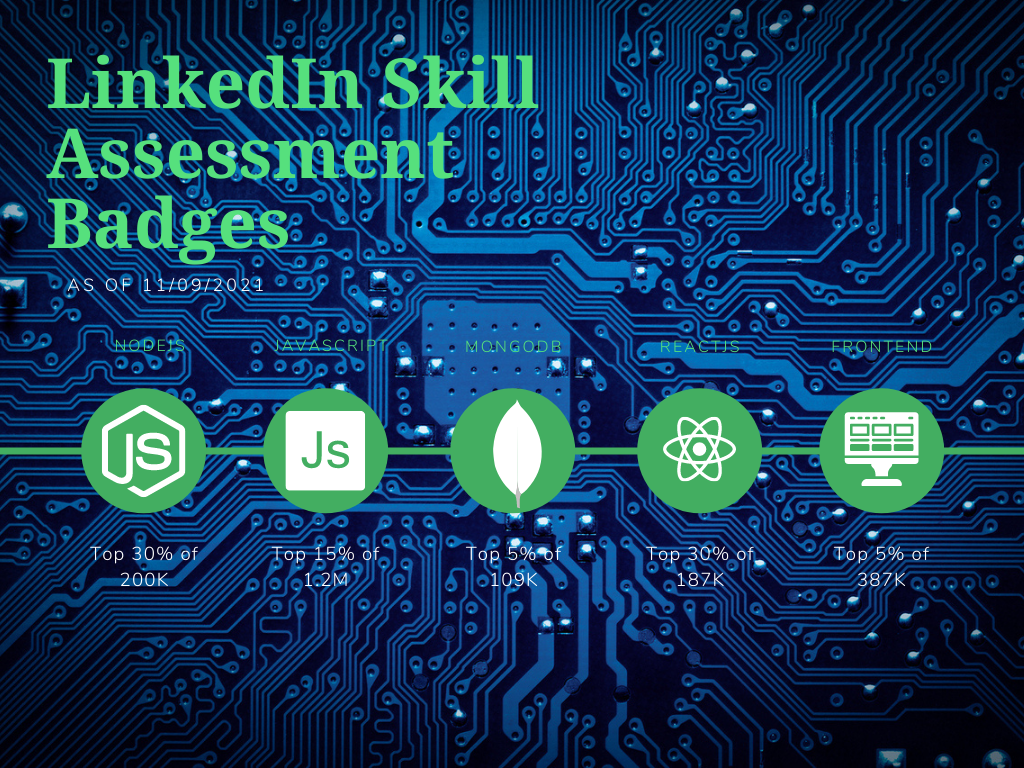 LinkedIn Skill
Assessment
Badges
AS OF 11/09/2021
NODEJS
JAVASCRIPT
MONGODB
REACTJS
FRONTEND
JS
Js
Top 30% of
200K
Top 15% of
1.2M
Top 5% of
109K
Top 30% of
187K
Top 5% of
387K